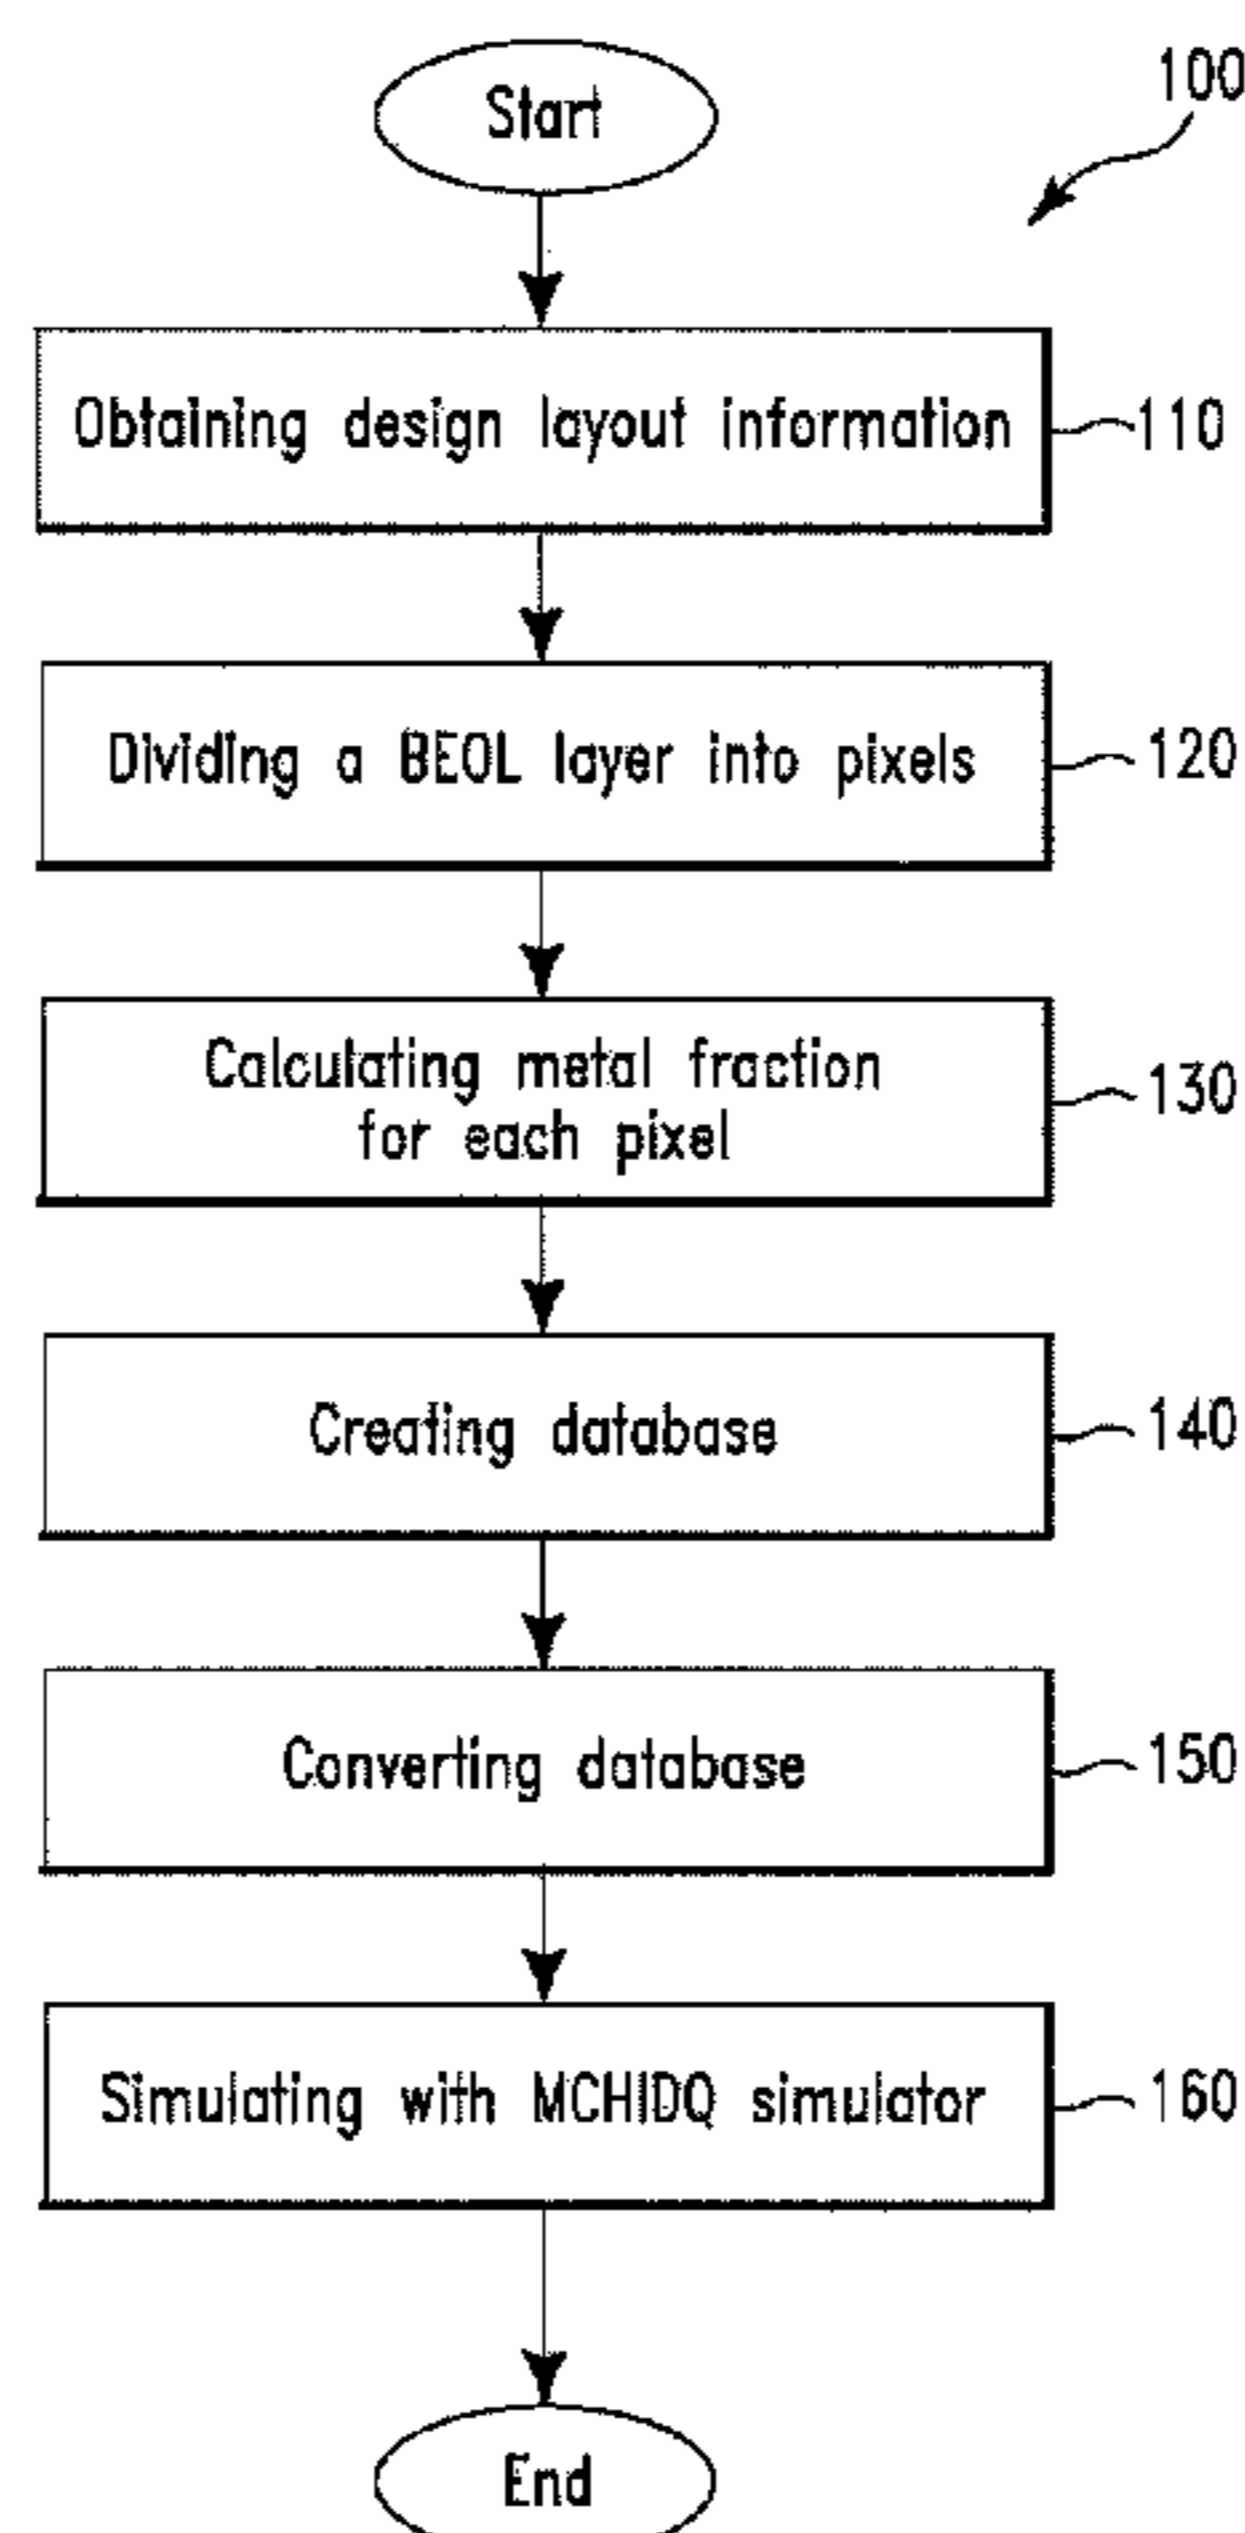 Start
100
Obtaining design layout information
110
Dividing a BEOL layer into pixels
120
Calculating metal fraction
for each pixel
130
Creating database
140
Converting database
150
Simulating with MCHIDQ simulator
160
End